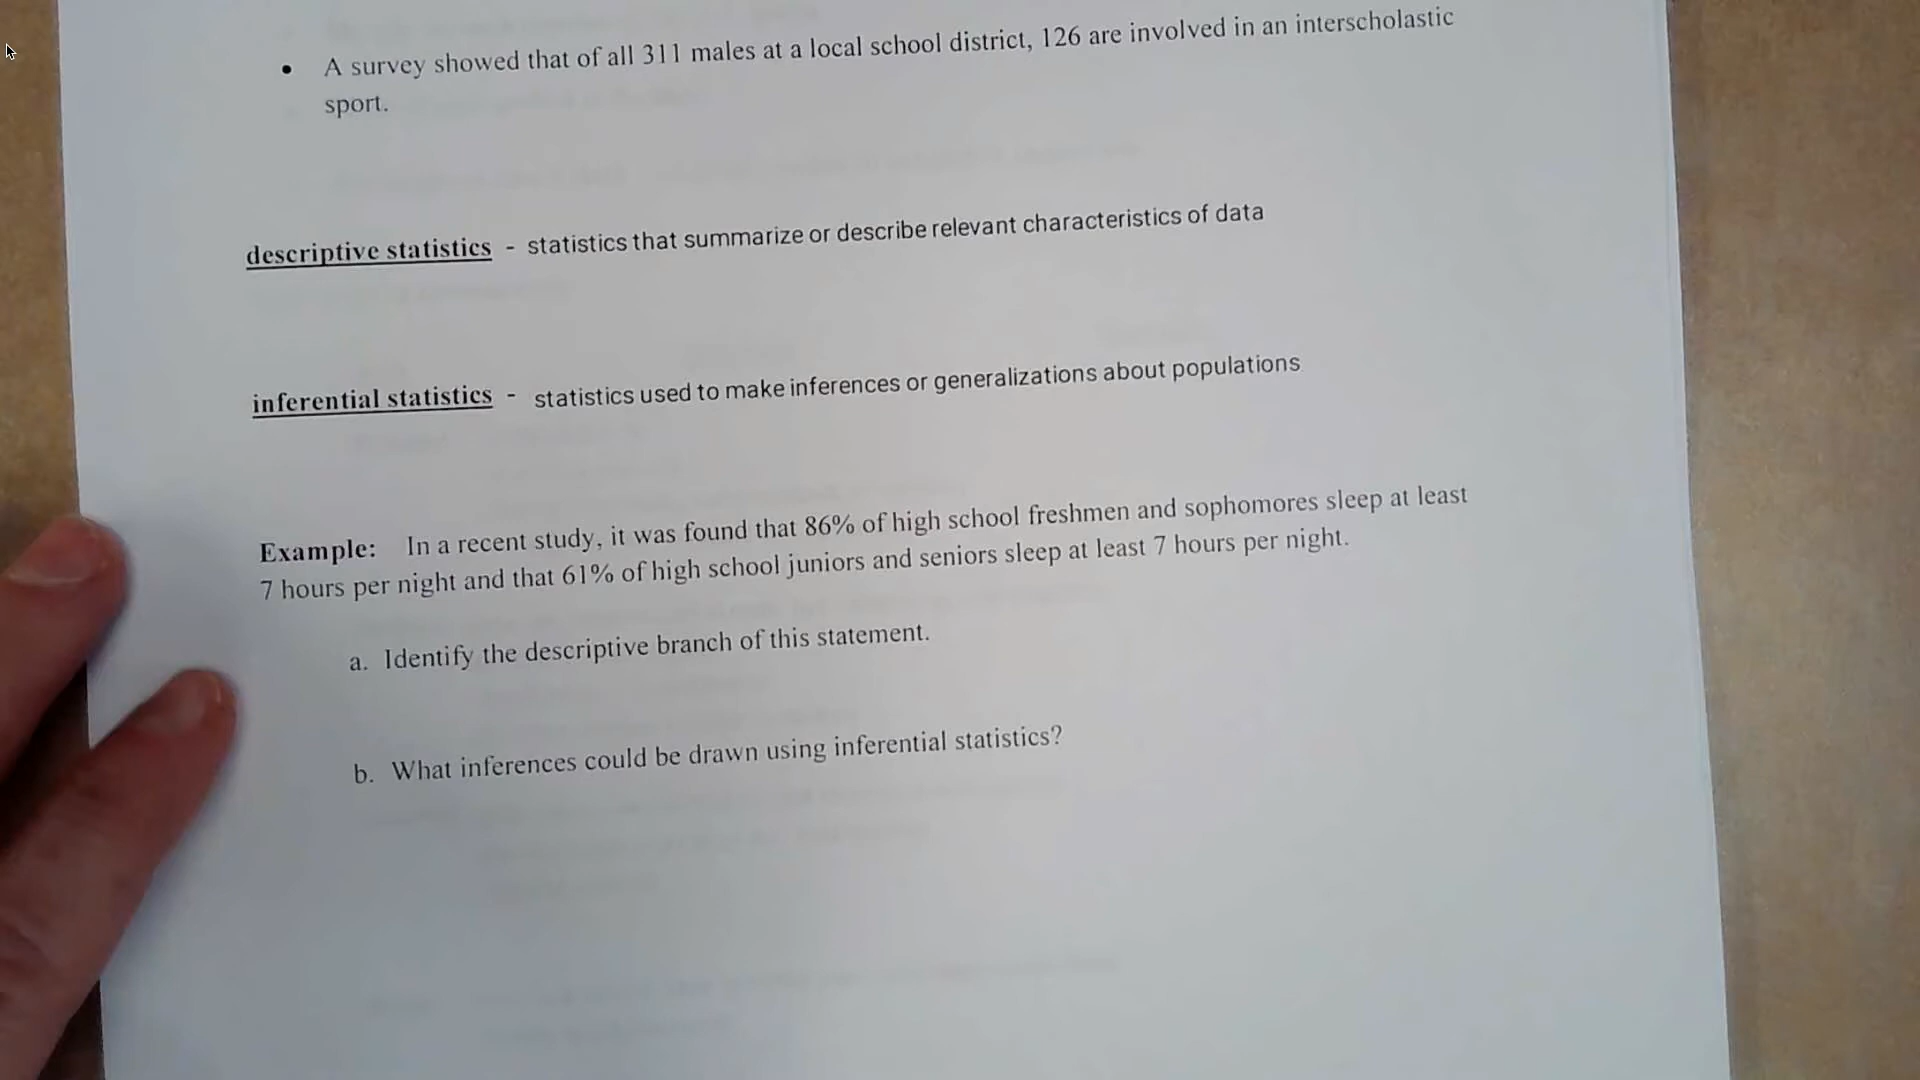 • A survey showed that of all 311 males at a local school district, 126 are involved in an interscholastic
sport.
descriptive statistics - statistics that summarize or describe relevant characteristics of data
inferential statistics - statistics used to make inferences or generalizations about populations
Example: In a recent study, it was found that 86% of high school freshmen and sophomores sleep at least
7 hours per night and that 61% of high school juniors and seniors sleep at least 7 hours per night.
a. Identify the descriptive branch of this statement.
b. What inferences could be drawn using inferential statistics?